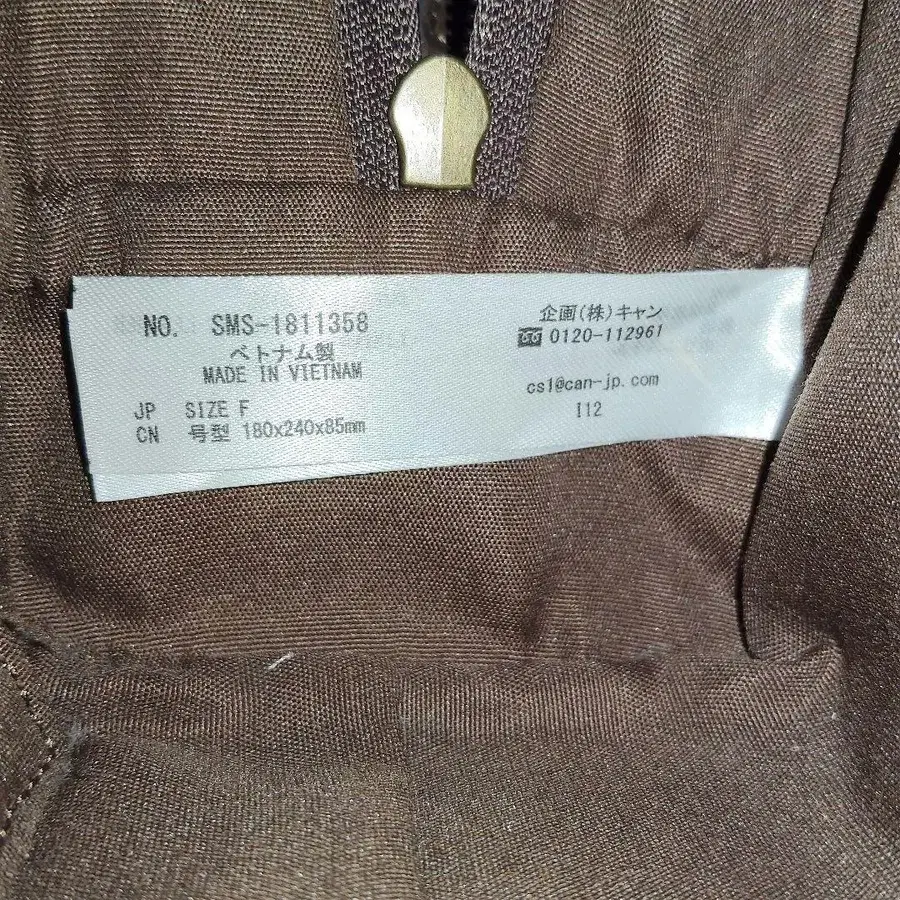 NO. SMS-1811358
ベトナム製
MADE IN VIETNAM
JP SIZE F
CN 号型 180x240x85mm
企画(株)キャン
0120-112961
cs1@can-jp.com
I12